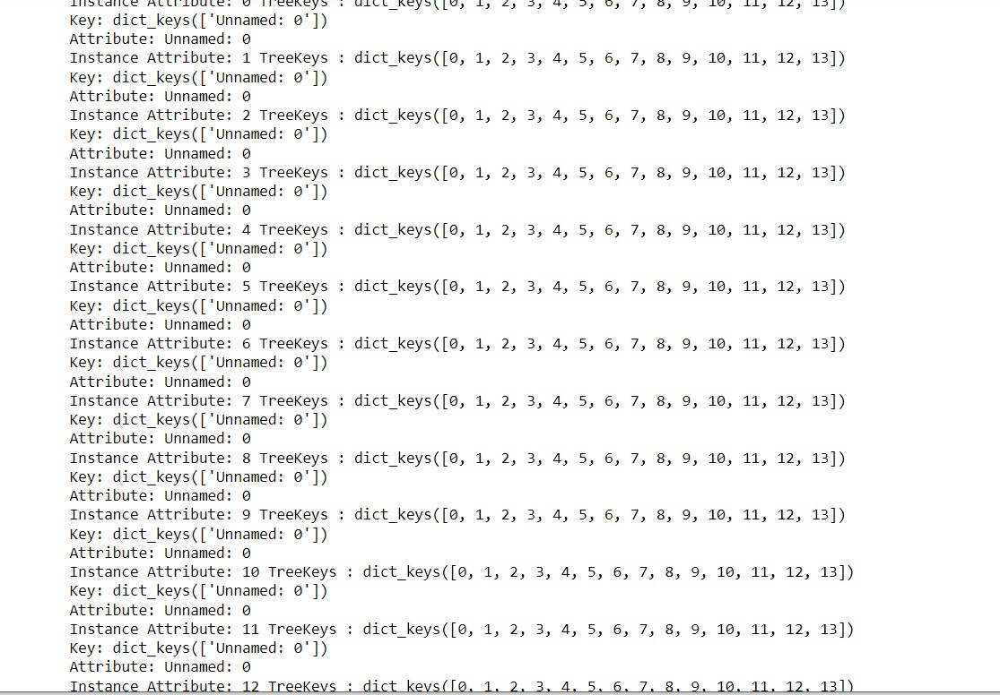 Instance Attribute: 0 TreeKeys : dict_keys([0, 1, 2, 3, 4, 5, 6, 7, 8, 9, 10, 11, 12, 13])
Key: dict_keys(['Unnamed: 0'])
Attribute: Unnamed: 0
Instance Attribute: 1 TreeKeys : dict_keys([0, 1, 2, 3, 4, 5, 6, 7, 8, 9, 10, 11, 12, 13])
Key: dict_keys(['Unnamed: 0'])
Attribute: Unnamed: 0
Instance Attribute: 2 TreeKeys : dict_keys([0, 1, 2, 3, 4, 5, 6, 7, 8, 9, 10, 11, 12, 13])
Key: dict_keys(['Unnamed: 0'])
Attribute: Unnamed: 0
Instance Attribute: 3 TreeKeys : dict_keys([0, 1, 2, 3, 4, 5, 6, 7, 8, 9, 10, 11, 12, 13])
Key: dict_keys(['Unnamed: 0'])
Attribute: Unnamed: 0
Instance Attribute: 4 TreeKeys : dict_keys([0, 1, 2, 3, 4, 5, 6, 7, 8, 9, 10, 11, 12, 13])
Key: dict_keys(['Unnamed: 0'])
Attribute: Unnamed: 0
Instance Attribute: 5 TreeKeys : dict_keys([0, 1, 2, 3, 4, 5, 6, 7, 8, 9, 10, 11, 12, 13])
Key: dict_keys(['Unnamed: 0'])
Attribute: Unnamed: 0
Instance Attribute: 6 TreeKeys : dict_keys([0, 1, 2, 3, 4, 5, 6, 7, 8, 9, 10, 11, 12, 13])
Key: dict_keys(['Unnamed: 0'])
Attribute: Unnamed: 0
Instance Attribute: 7 TreeKeys : dict_keys([0, 1, 2, 3, 4, 5, 6, 7, 8, 9, 10, 11, 12, 13])
Key: dict_keys(['Unnamed: 0'])
Attribute: Unnamed: 0
Instance Attribute: 8 TreeKeys : dict_keys([0, 1, 2, 3, 4, 5, 6, 7, 8, 9, 10, 11, 12, 13])
Key: dict_keys(['Unnamed: 0'])
Attribute: Unnamed: 0
Instance Attribute: 9 TreeKeys : dict_keys([0, 1, 2, 3, 4, 5, 6, 7, 8, 9, 10, 11, 12, 13])
Key: dict_keys(['Unnamed: 0'])
Attribute: Unnamed: 0
Instance Attribute: 10 TreeKeys : dict_keys([0, 1, 2, 3, 4, 5, 6, 7, 8, 9, 10, 11, 12, 13])
Key: dict_keys(['Unnamed: 0'])
Attribute: Unnamed: 0
Instance Attribute: 11 TreeKeys : dict_keys([0, 1, 2, 3, 4, 5, 6, 7, 8, 9, 10, 11, 12, 13])
Key: dict_keys(['Unnamed: 0'])
Attribute: Unnamed: 0
Instance Attribute: 12 TreeKeys : dict_keys([0, 1, 2, 3, 4, 5, 6, 7, 8, 9, 10, 11, 12, 13])